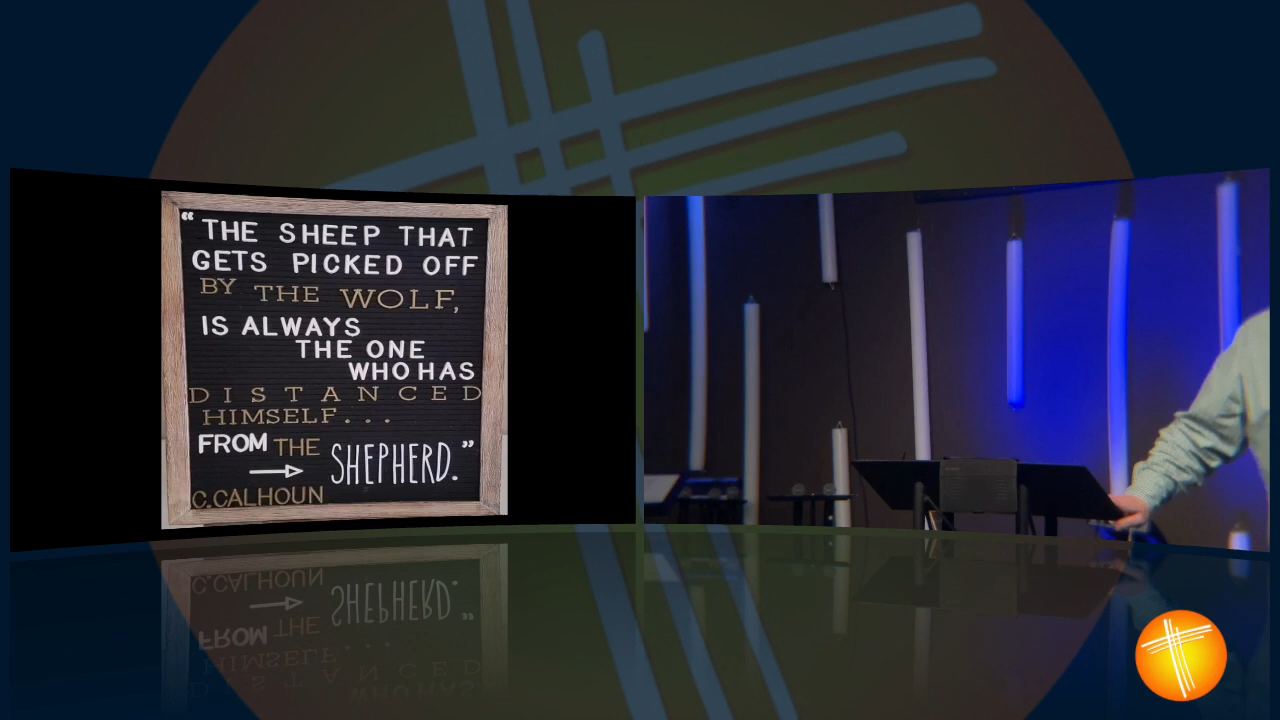 “THE SHEEP THAT
GETS PICKED OFF
BY THE WOLF,
IS ALWAYS
THE ONE
WHO HAS
DISTANCED
HIMSELF...
FROM THE
→ SHEPHERD.”
C.CALHOUN